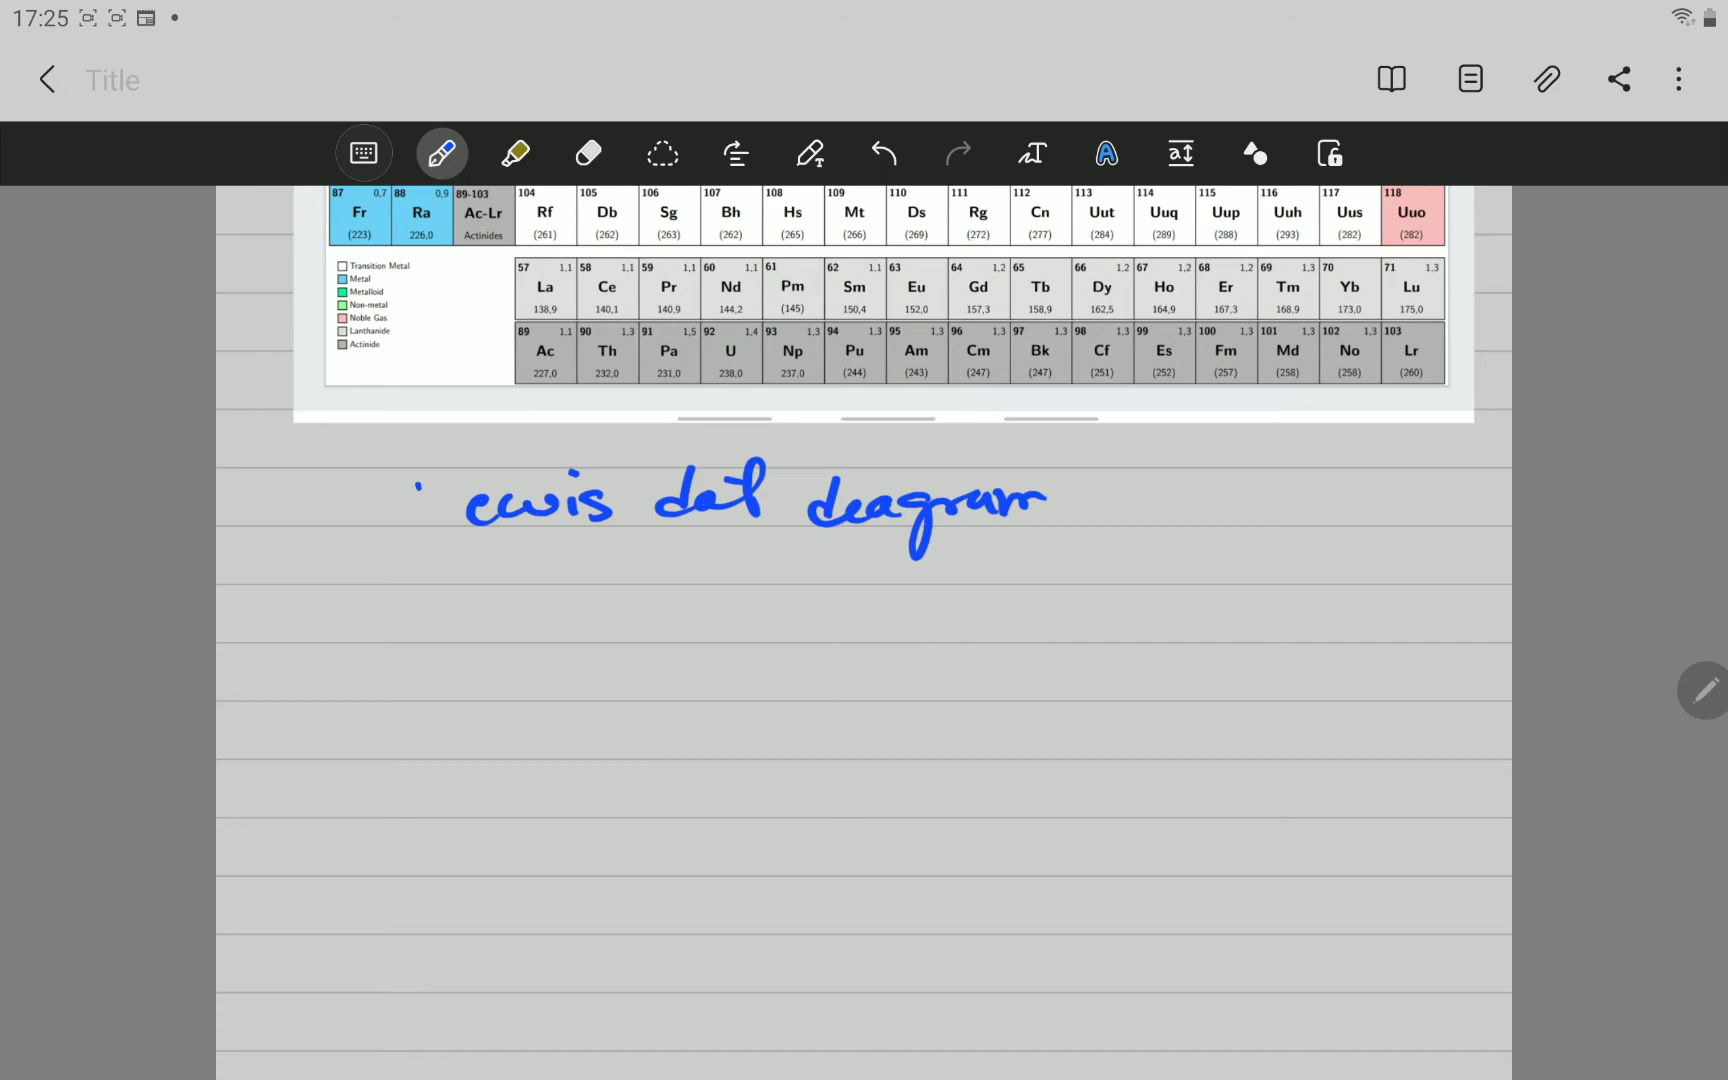 17:25
Title
87 0,7 88 0,9 89-103 104 105 106 107 108 109 110 111 112 113 114 115 116 117 118
Fr Ra Ac-Lr Rf Db Sg Bh Hs Mt Ds Rg Cn Uut Uuq Uup Uuh Uus Uuo
(223) 226,0 Actinides (261) (262) (263) (262) (265) (266) (269) (272) (277) (284) (289) (288) (293) (282) (282)
Transition Metal
Metal
Metalloid
Non-metal
Noble Gas
Lanthanide
Actinide
57 1,1 58 1,1 59 1,1 60 1,1 61 62 1,1 63 64 1,2 65 66 1,2 67 1,2 68 1,2 69 1,3 70 71 1,3
La Ce Pr Nd Pm Sm Eu Gd Tb Dy Ho Er Tm Yb Lu
138,9 140,1 140,9 144,2 (145) 150,4 152,0 157,3 158,9 162,5 164,9 167,3 168,9 173,0 175,0
89 1,1 90 1,3 91 1,5 92 1,4 93 1,3 94 1,3 95 1,3 96 1,3 97 1,3 98 1,3 99 1,3 100 1,3 101 1,3 102 1,3 103
Ac Th Pa U Np Pu Am Cm Bk Cf Es Fm Md No Lr
227,0 232,0 231,0 238,0 237,0 (244) (243) (247) (247) (251) (252) (257) (258) (258) (260)
ewis dot deagram